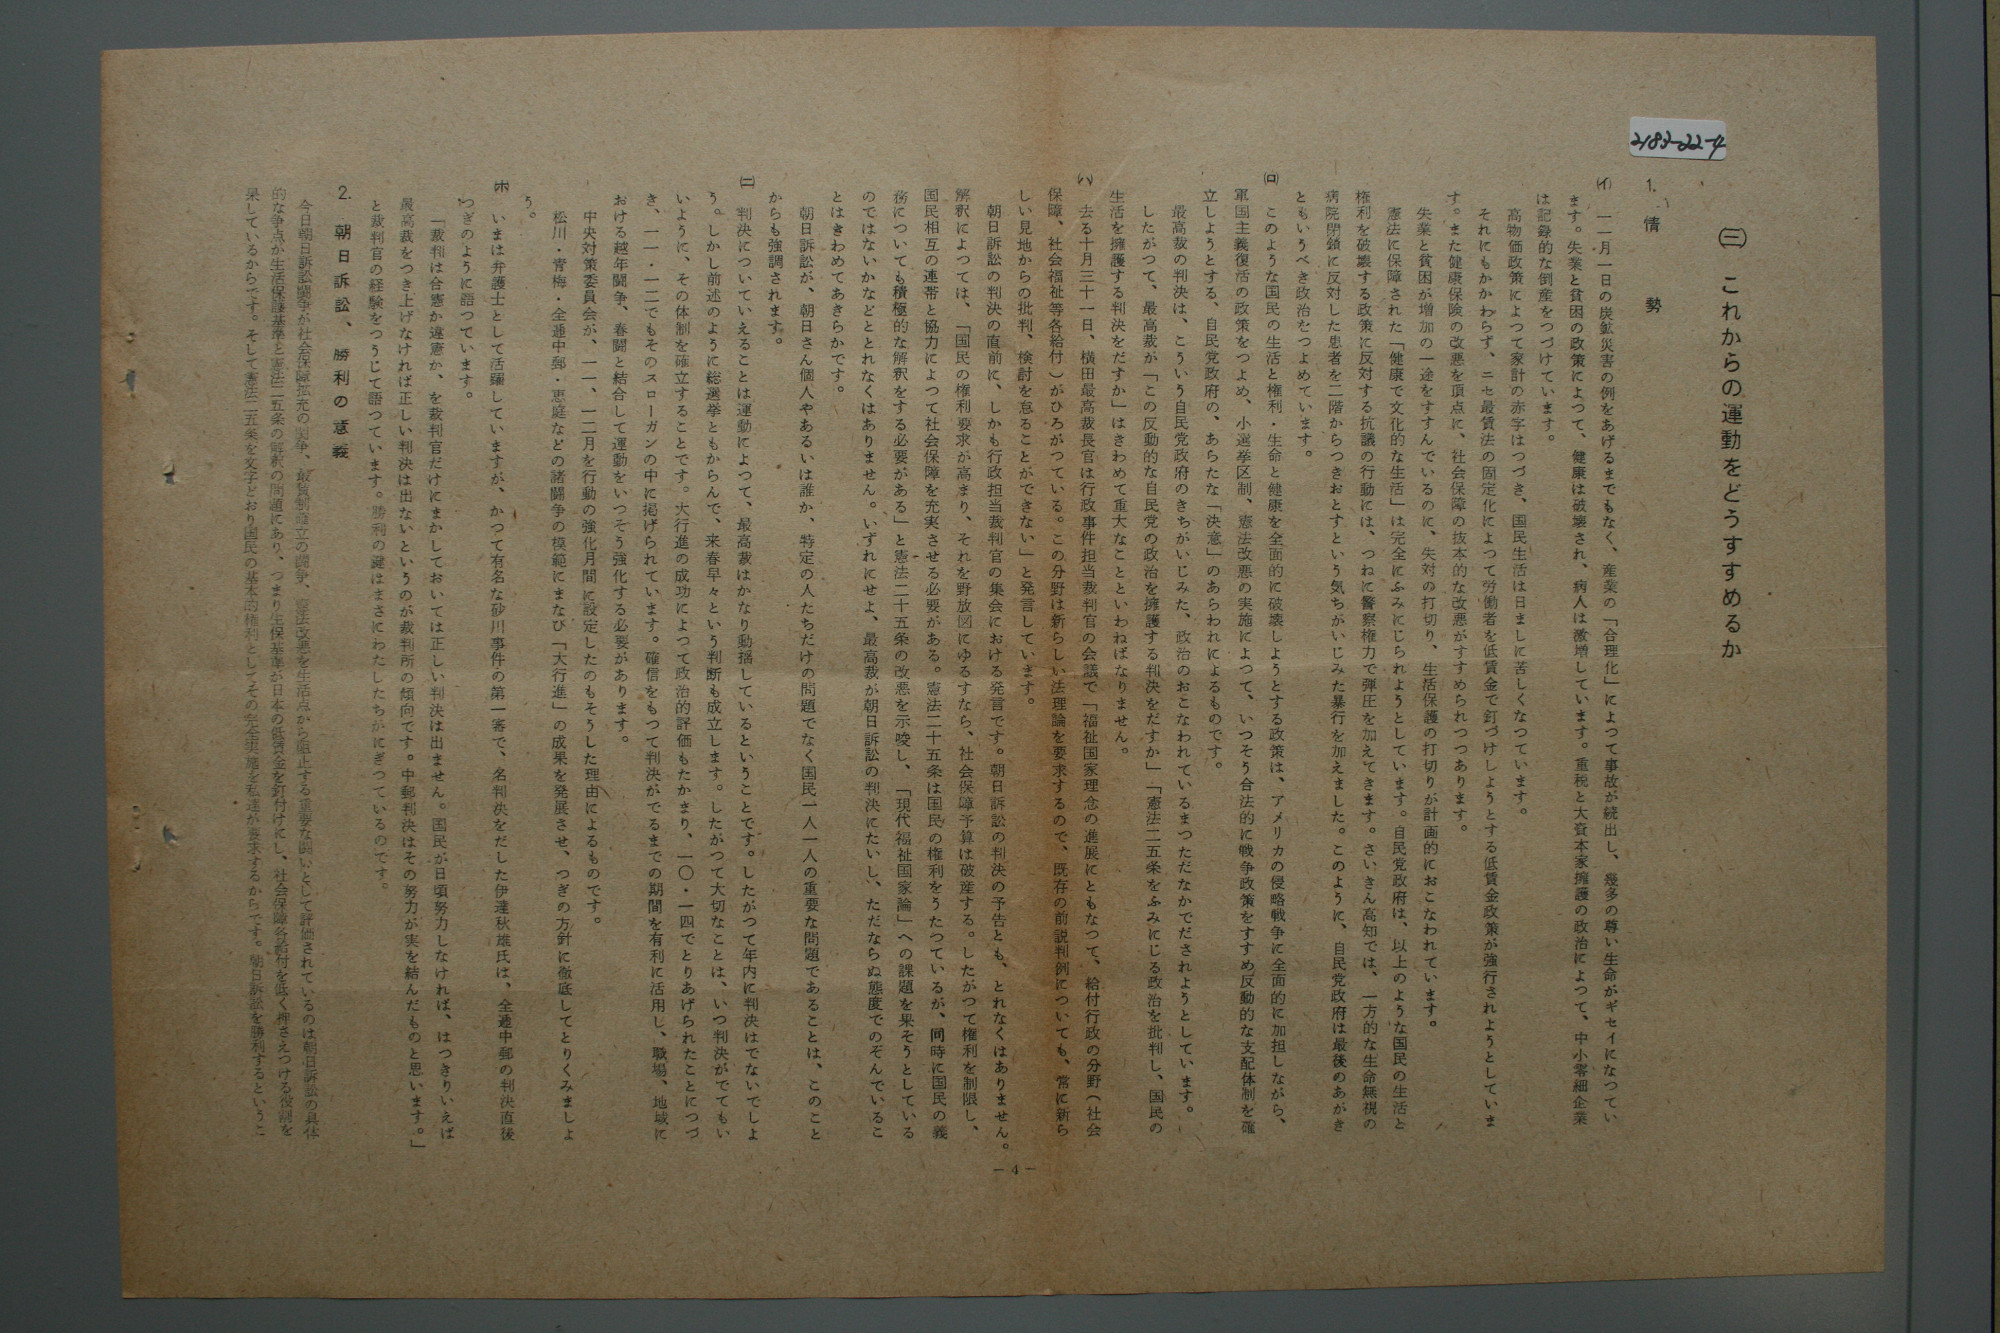 2183-22-4
㈢ これからの運動をどうすすめるか
1. 情勢
(イ) 一一月一日の炭鉱災害の例をあげるまでもなく、産業の「合理化」によつて事故が続出し、幾多の尊い生命がギセイになつてい
ます。失業と貧困の政策によつて、健康は破壊され、病人は激増しています。重税と大資本家擁護の政治によつて、中小零細企業
は記録的な倒産をつづけています。
高物価政策によつて家計の赤字はつづき、国民生活は日ましに苦しくなつています。
それにもかかわらず、ニセ最賃法の固定化によつて労働者を低賃金で釘づけしようとする低賃金政策が強行されようとしていま
す。また健康保険の改悪を頂点に、社会保障の抜本的な改悪がすすめられつつあります。
失業と貧困が増加の一途をすすんでいるのに、失対の打切り、生活保護の打切りが計画的におこなわれています。
憲法に保障された「健康で文化的な生活」は完全にふみにじられようとしています。自民党政府は、以上のような国民の生活と
権利を破壊する政策に反対する抗議の行動には、つねに警察権力で弾圧を加えてきます。さいきん高知では、一方的な生命無視の
病院閉鎖に反対した患者を二階からつきおとすという気ちがいじみた暴行を加えました。このように、自民党政府は最後のあがき
ともいうべき政治をつよめています。
(ロ) このような国民の生活と権利・生命と健康を全面的に破壊しようとする政策は、アメリカの侵略戦争に全面的に加担しながら、
軍国主義復活の政策をつよめ、小選挙区制、憲法改悪の実施によつて、いつそう合法的に戦争政策をすすめ反動的な支配体制を確
立しようとする、自民党政府の、あらたな「決意」のあらわれによるものです。
最高裁の判決は、こういう自民党政府のきちがいじみた、政治のおこなわれているまつただなかでだされようとしています。
したがつて、最高裁が「この反動的な自民党の政治を擁護する判決をだすか」「憲法二五条をふみにじる政治を批判し、国民の
生活を擁護する判決をだすか」はきわめて重大なことといわねばなりません。
(ハ) 去る十月三十一日、横田最高裁長官は行政事件担当裁判官の会議で「福祉国家理念の進展にともなつて、給付行政の分野(社会
保障、社会福祉等各給付)がひろがつている。この分野は新らしい法理論を要求するので、既存の前説判例についても、常に新ら
しい見地からの批判、検討を怠ることができない」と発言しています。
朝日訴訟の判決の直前に、しかも行政担当裁判官の集会における発言です。朝日訴訟の判決の予告とも、とれなくはありません。
解釈によつては、「国民の権利要求が高まり、それを野放図にゆるすなら、社会保障予算は破産する。したがつて権利を制限し、
国民相互の連帯と協力によつて社会保障を充実させる必要がある。憲法二十五条は国民の権利をうたつているが、同時に国民の義
務についても積極的な解釈をする必要がある」と憲法二十五条の改悪を示唆し、「現代福祉国家論」への課題を果そうとしている
のではないかなどととれなくはありません。いずれにせよ、最高裁が朝日訴訟の判決にたいし、ただならぬ態度でのぞんでいるこ
とはきわめてあきらかです。
朝日訴訟が、朝日さん個人やあるいは誰か、特定の人たちだけの問題でなく国民一人一人の重要な問題であることは、このこと
からも強調されます。
(ニ) 判決についていえることは運動によつて、最高裁はかなり動揺しているということです。したがつて年内に判決はでないでしよ
う。しかし前述のように総選挙ともからんで、来春早々という判断も成立します。したがつて大切なことは、いつ判決がでてもい
いように、その体制を確立することです。大行進の成功によつて政治的評価もたかまり、一〇・一四でとりあげられたことにつづ
き、一一・一二でもそのスローガンの中に掲げられています。確信をもつて判決がでるまでの期間を有利に活用し、職場、地域に
おける越年闘争、春闘と結合して運動をいつそう強化する必要があります。
中央対策委員会が、一一、一二月を行動の強化月間に設定したのもそうした理由によるものです。
松川・青梅・全逓中郵・恵庭などの諸闘争の模範にまなび「大行進」の成果を発展させ、つぎの方針に徹底してとりくみましよ
う。
(ホ) いまは弁護士として活躍していますが、かつて有名な砂川事件の第一審で、名判決をだした伊達秋雄氏は、全逓中郵の判決直後
つぎのように語つています。
「裁判は合憲か違憲か、を裁判官だけにまかしておいては正しい判決は出ません。国民が日頃努力しなければ、はつきりいえば
最高裁をつき上げなければ正しい判決は出ないというのが裁判所の傾向です。中郵判決はその努力が実を結んだものと思います。」
と裁判官の経験をつうじて語つています。勝利の鍵はまさにわたしたちがにぎつているのです。
2. 朝日訴訟、勝利の意義
今日朝日訴訟闘争が社会保障拡充の闘争、最賃制確立の闘争、憲法改悪を生活点から阻止する重要な闘いとして評価されているのは朝日訴訟の具体
的な争点が生活保護基準と憲法二五条の解釈の問題にあり、つまり生保基準が日本の低賃金を釘付けにし、社会保障各給付を低く押さえつける役割を
果しているからです。そして憲法二五条を文字どおり国民の基本的権利としてその完全実施を私達が要求するからです。朝日訴訟を勝利するというこ
－4－